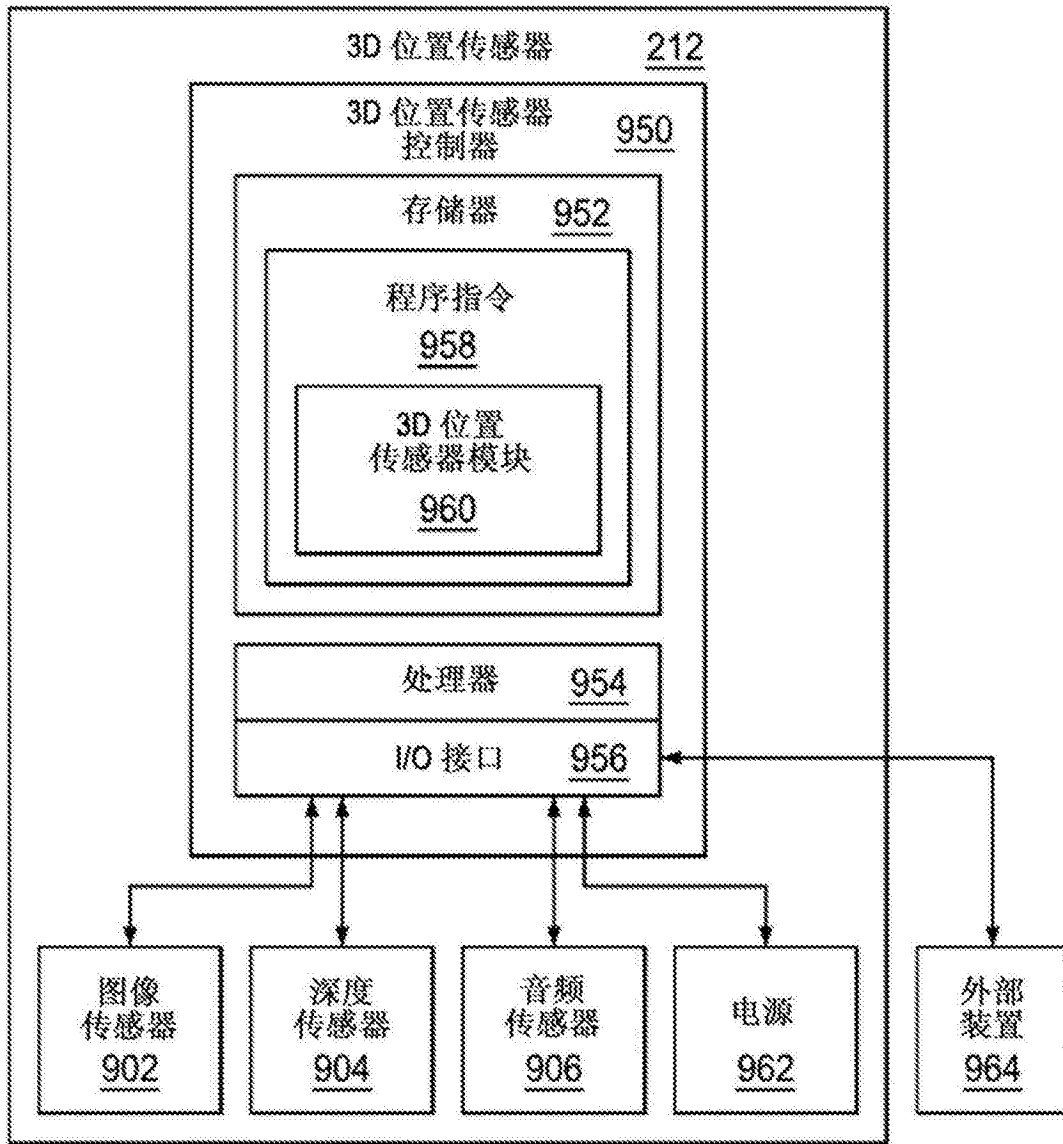 3D 位置传感器 212
3D 位置传感器
控制器 950
存储器 952
程序指令
958
3D 位置
传感器模块
960
处理器 954
I/O 接口 956
图像
传感器
902
深度
传感器
904
音频
传感器
906
电源
962
外部
装置
964